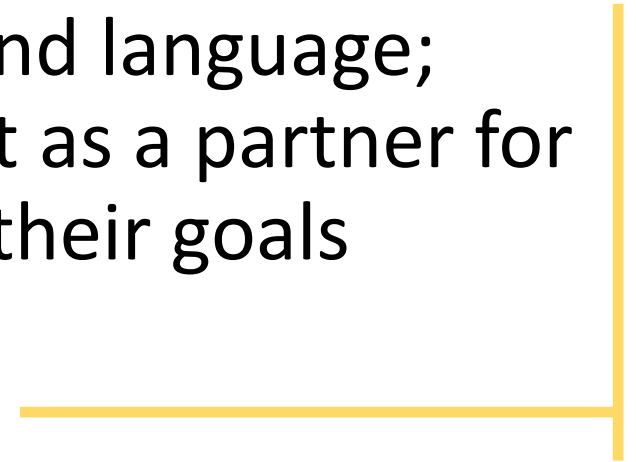 nd language;
t as a partner for
their goals